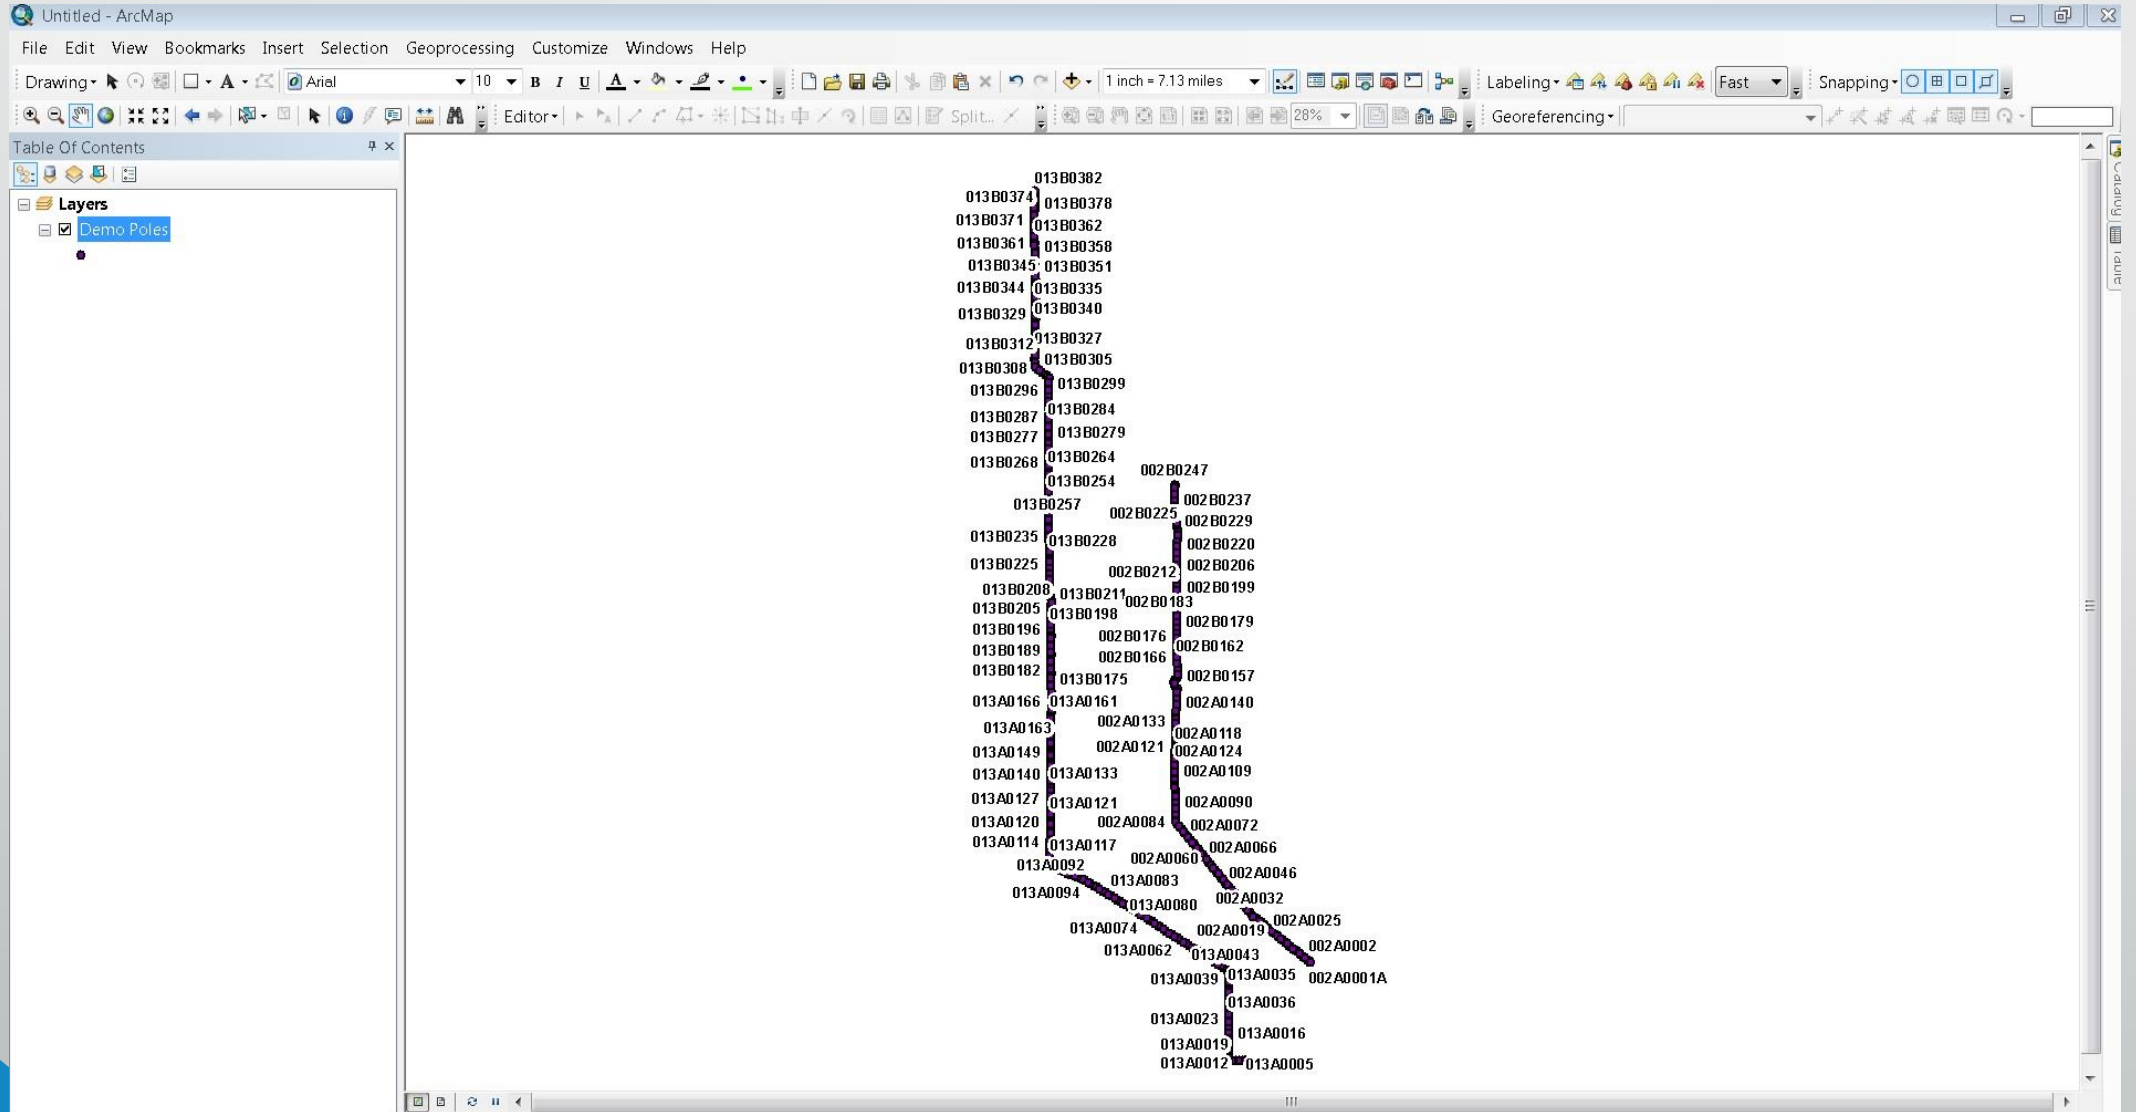 Untitled - ArcMap
File Edit View Bookmarks Insert Selection Geoprocessing Customize Windows Help
Drawing Arial 10 B I U A 1 inch = 7.13 miles Labeling Fast Snapping
Editor Split... 28% Georeferencing
Table Of Contents
Layers
Demo Poles
Catalog
Table
013B0382
013B0374
013B0378
013B0371
013B0362
013B0361
013B0358
013B0345
013B0351
013B0344
013B0335
013B0340
013B0329
013B0327
013B0312
013B0305
013B0308
013B0299
013B0296
013B0284
013B0287
013B0279
013B0277
013B0264
013B0268
013B0254
013B0257
013B0235
013B0228
013B0225
013B0208
013B0211
013B0205
013B0198
013B0196
013B0189
013B0182
013B0175
013A0166
013A0161
013A0163
013A0149
013A0140
013A0133
013A0127
013A0121
013A0120
013A0114
013A0117
013A0092
013A0083
013A0094
013A0080
013A0074
013A0062
013A0043
013A0039
013A0035
013A0036
013A0023
013A0016
013A0019
013A0012
013A0005
002B0247
002B0237
002B0225
002B0229
002B0220
002B0206
002B0212
002B0199
002B0183
002B0179
002B0176
002B0162
002B0166
002B0157
002A0140
002A0133
002A0118
002A0121
002A0124
002A0109
002A0090
002A0084
002A0072
002A0066
002A0060
002A0046
002A0032
002A0025
002A0019
002A0002
002A0001A